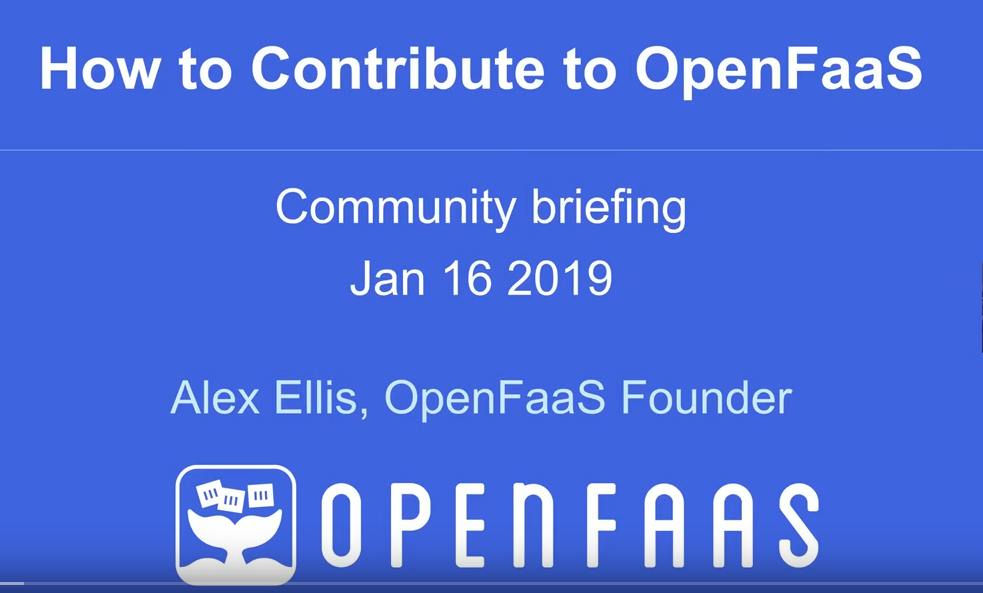 How to Contribute to OpenFaaS
Community briefing
Jan 16 2019
Alex Ellis, OpenFaaS Founder
OPENFAAS